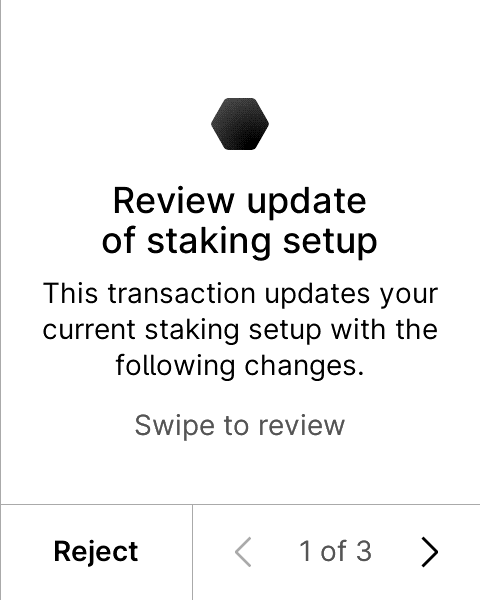 Review update
of staking setup
This transaction updates your
current staking setup with the
following changes.
Swipe to review
Reject
1 of 3